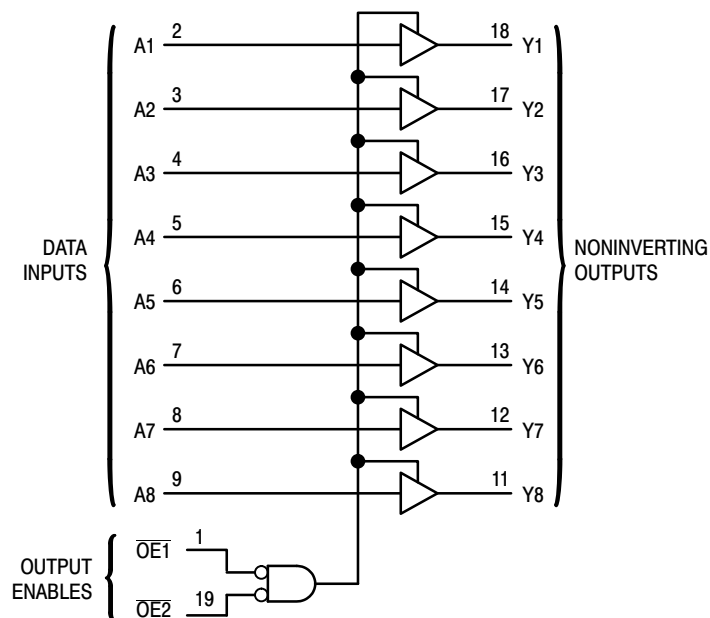 A1 2 18 Y1
A2 3 17 Y2
A3 4 16 Y3
A4 5 15 Y4
DATA
INPUTS
NONINVERTING
OUTPUTS
A5 6 14 Y5
A6 7 13 Y6
A7 8 12 Y7
A8 9 11 Y8
OUTPUT
ENABLES
OE1 1
OE2 19